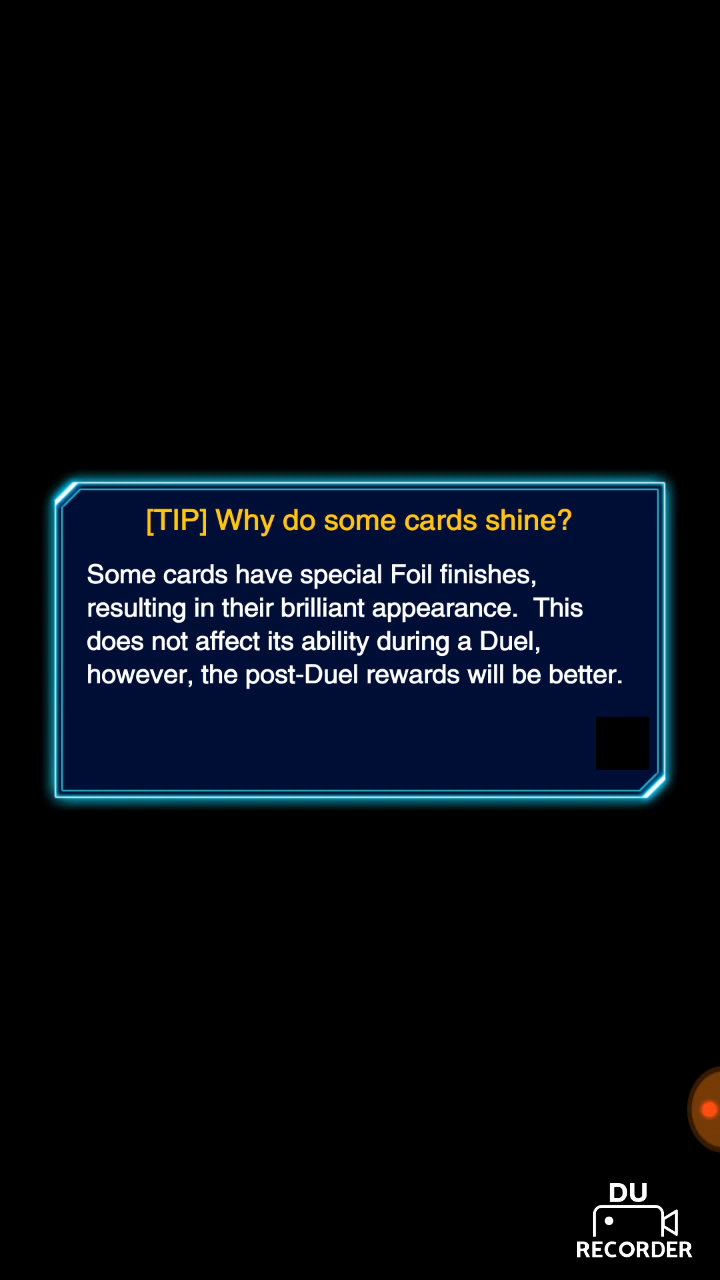 [TIP] Why do some cards shine?
Some cards have special Foil finishes,
resulting in their brilliant appearance.  This
does not affect its ability during a Duel,
however, the post-Duel rewards will be better.
DU
RECORDER